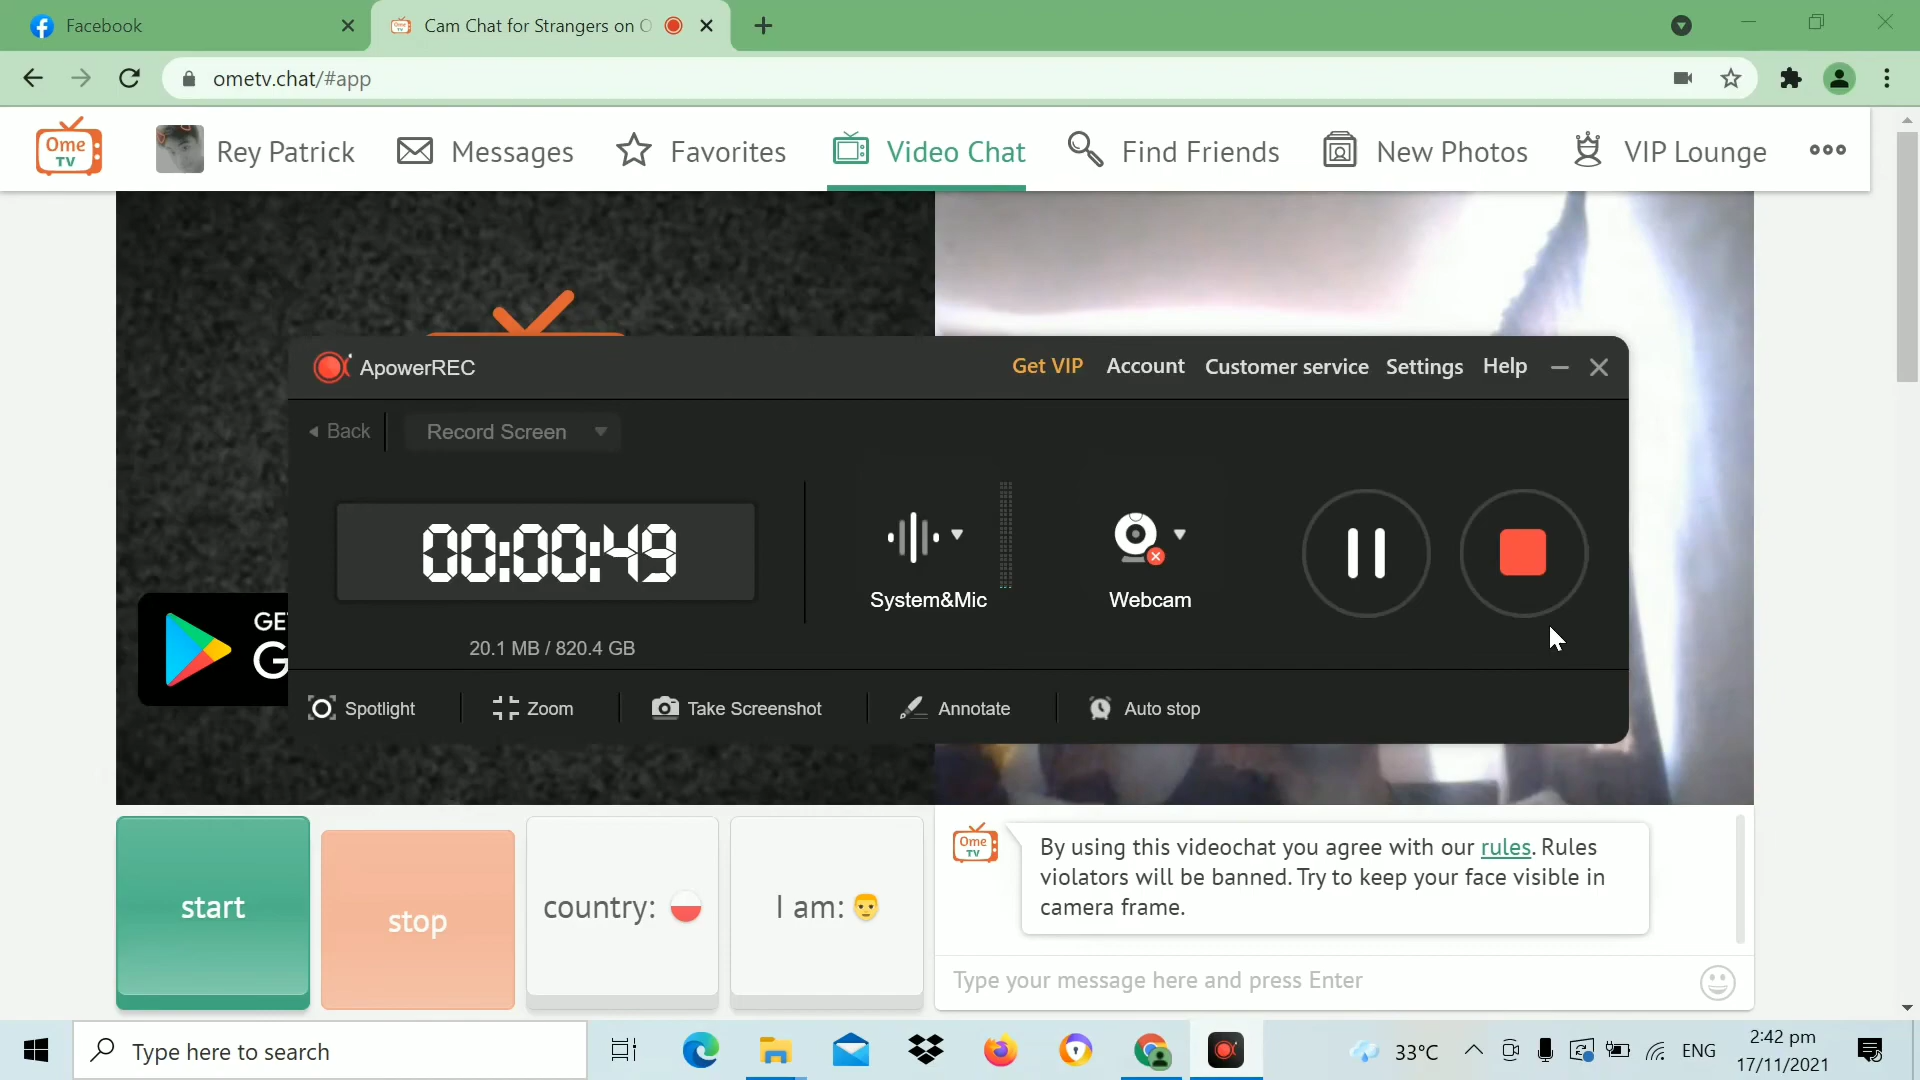 Facebook
Cam Chat for Strangers on O
ometv.chat/#app
Ome TV
Rey Patrick
Messages
Favorites
Video Chat
Find Friends
New Photos
VIP Lounge
ApowerREC
Get VIP
Account
Customer service
Settings
Help
Back
Record Screen
00:00:49
20.1 MB / 820.4 GB
System&Mic
Webcam
GE
G
Spotlight
Zoom
Take Screenshot
Annotate
Auto stop
start
stop
country:
I am:
Ome TV
By using this videochat you agree with our rules. Rules
violators will be banned. Try to keep your face visible in
camera frame.
Type your message here and press Enter
Type here to search
33°C
ENG
2:42 pm
17/11/2021